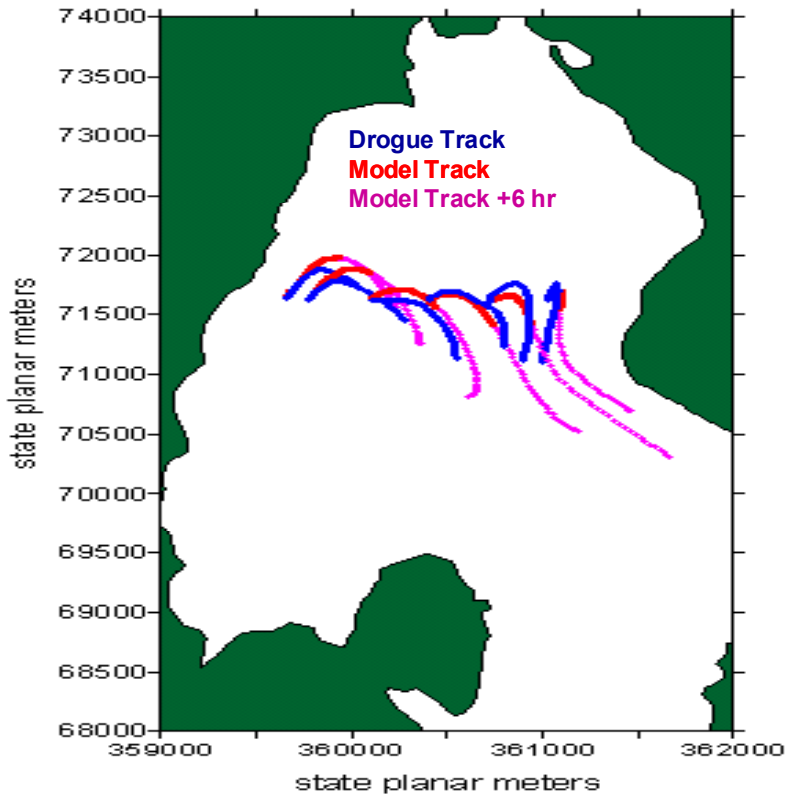 74000
73500
73000
72500
72000
71500
71000
70500
70000
69500
69000
68500
68000
state planar meters
Drogue Track
Model Track
Model Track +6 hr
359000 360000 361000 362000
state planar meters